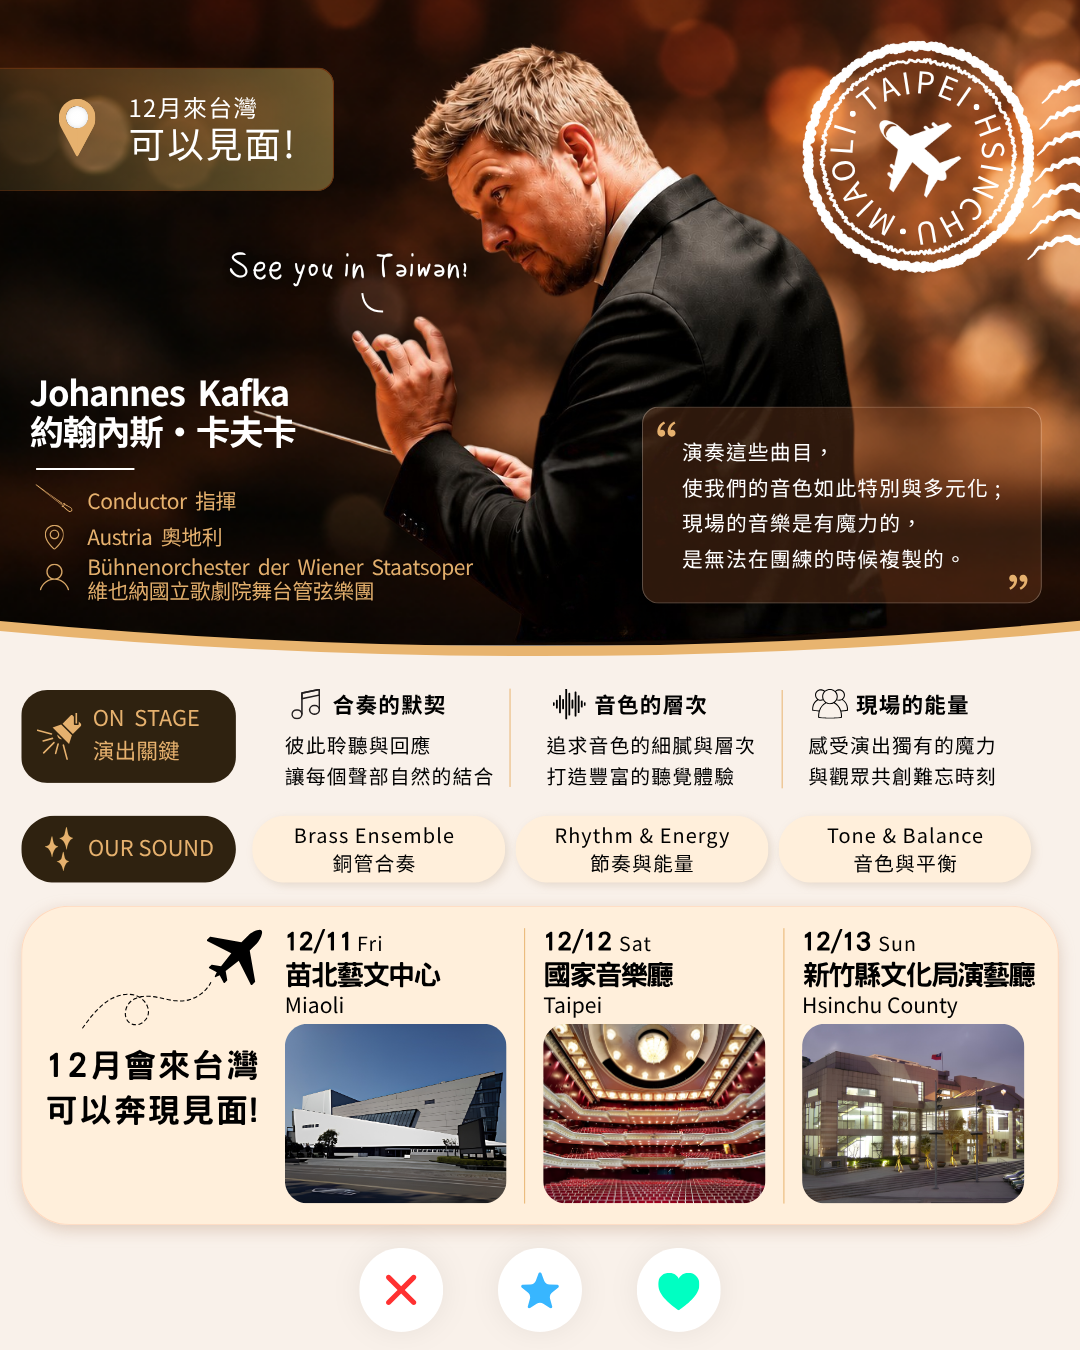 12月來台灣
可以見面!
TAIPEI・HSINCHU・MIAOLI・
See you in Taiwan!
Johannes Kafka
約翰內斯・卡夫卡
Conductor 指揮
Austria 奧地利
Bühnenorchester der Wiener Staatsoper
維也納國立歌劇院舞台管弦樂團
“
演奏這些曲目，
使我們的音色如此特別與多元化；
現場的音樂是有魔力的，
是無法在團練的時候複製的。
”
ON STAGE
演出關鍵
合奏的默契
彼此聆聽與回應
讓每個聲部自然的結合
音色的層次
追求音色的細膩與層次
打造豐富的聽覺體驗
現場的能量
感受演出獨有的魔力
與觀眾共創難忘時刻
OUR SOUND
Brass Ensemble
銅管合奏
Rhythm & Energy
節奏與能量
Tone & Balance
音色與平衡
12月會來台灣
可以奔現見面!
12/11 Fri
苗北藝文中心
Miaoli
12/12 Sat
國家音樂廳
Taipei
12/13 Sun
新竹縣文化局演藝廳
Hsinchu County